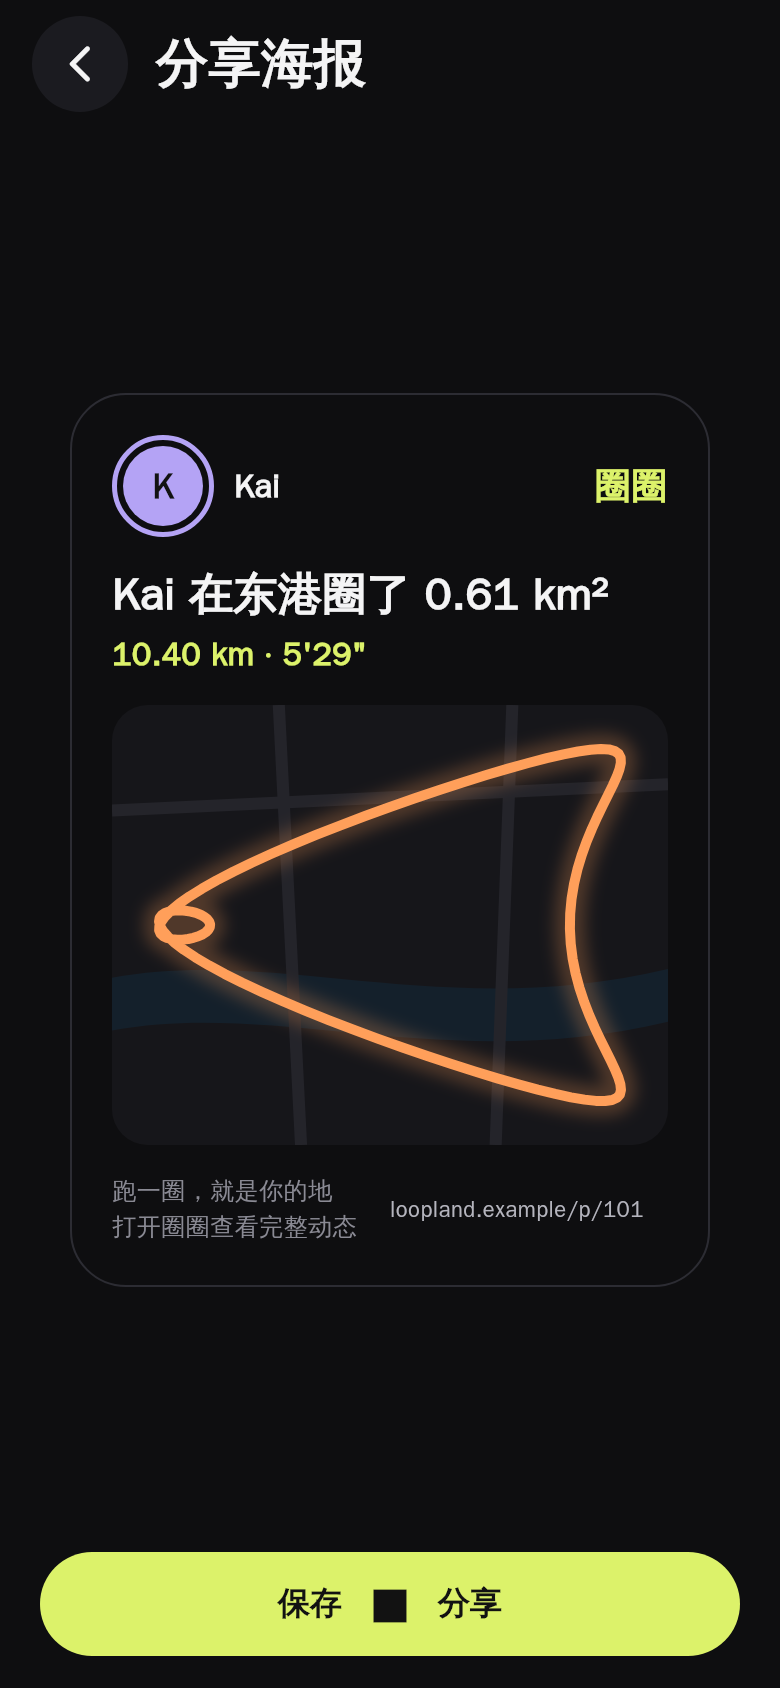 分享海报
K
Kai
圈圈
Kai 在东港圈了 0.61 km²
10.40 km · 5'29"
跑一圈，就是你的地
打开圈圈查看完整动态
loopland.example/p/101
保存 ■ 分享